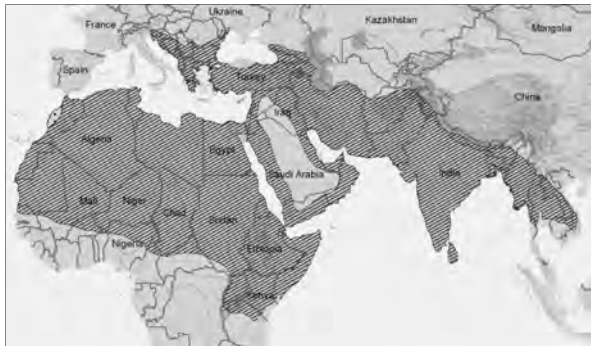 Ukraine
Kazakhstan
France
Mongolia
Spain
Turkey
China
Iraq
Algeria
Egypt
Saudi Arabia
India
Mali
Niger
Chad
Sudan
Nigeria
Ethiopia
Kenya